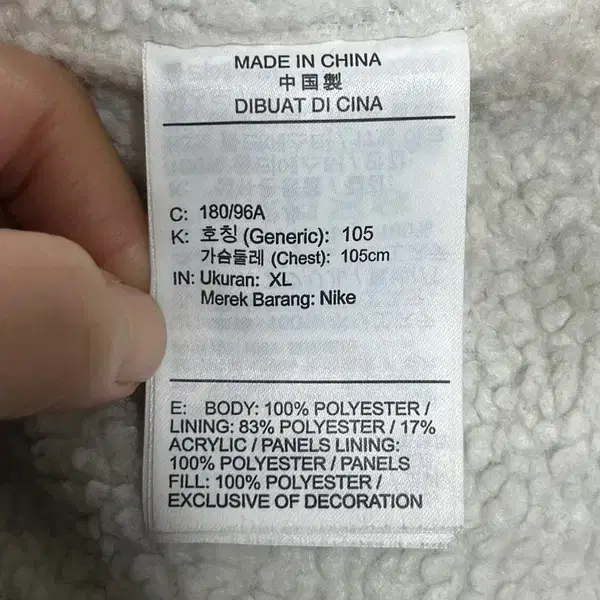 MADE IN CHINA
中国製
DIBUAT DI CINA
C: 180/96A
K: 호칭 (Generic): 105
가슴둘레 (Chest): 105cm
IN: Ukuran: XL
Merek Barang: Nike
E: BODY: 100% POLYESTER /
LINING: 83% POLYESTER / 17%
ACRYLIC / PANELS LINING:
100% POLYESTER / PANELS
FILL: 100% POLYESTER /
EXCLUSIVE OF DECORATION